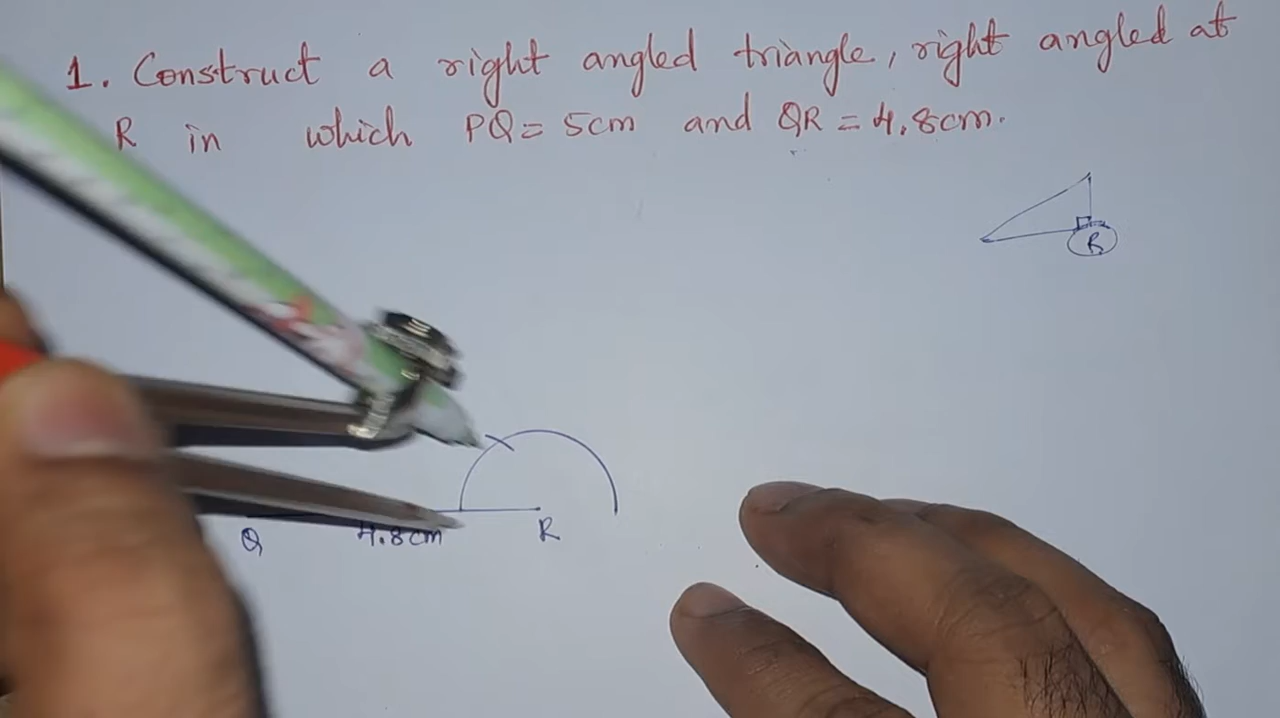 1. Construct a right angled triangle, right angled at
R in which PQ = 5cm and QR = 4.8cm.
R
Q 4.8cm R